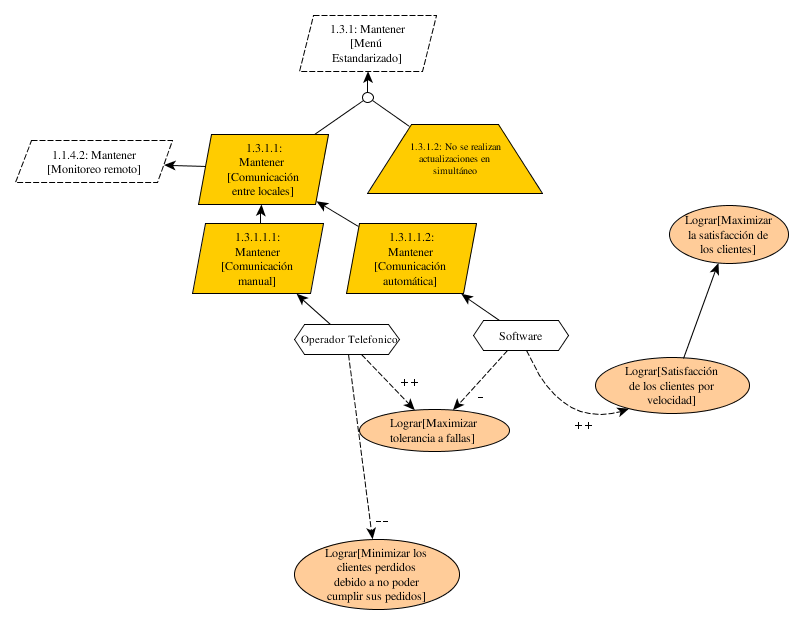 1.3.1: Mantener
[Menú
Estandarizado]
1.1.4.2: Mantener
[Monitoreo remoto]
1.3.1.1:
Mantener
[Comunicación
entre locales]
1.3.1.2: No se realizan
actualizaciones en
simultáneo
1.3.1.1.1:
Mantener
[Comunicación
manual]
1.3.1.1.2:
Mantener
[Comunicación
automática]
Lograr[Maximizar
la satisfacción de
los clientes]
Operador Telefonico
Software
Lograr[Satisfacción
de los clientes por
velocidad]
++
-
++
Lograr[Maximizar
tolerancia a fallas]
--
Lograr[Minimizar los
clientes perdidos
debido a no poder
cumplir sus pedidos]